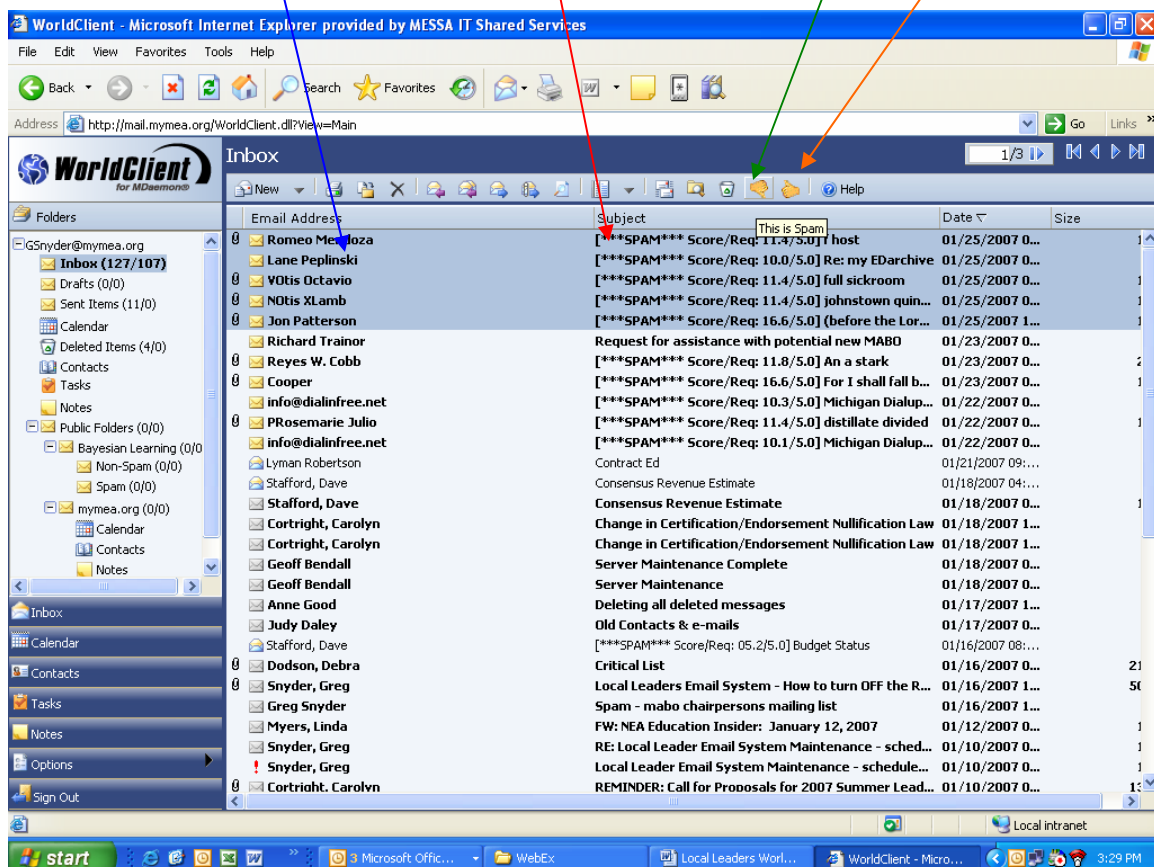 WorldClient - Microsoft Internet Explorer provided by MESSA IT Shared Services
File Edit View Favorites Tools Help
Back Search Favorites
Address http://mail.mymea.org/WorldClient.dll?View=Main Go Links »
WorldClient
for MDaemon®
Inbox 1/3
New Help
Folders
Email Address Subject Date Size
This is Spam
GSnyder@mymea.org
Inbox (127/107)
Drafts (0/0)
Sent Items (11/0)
Calendar
Deleted Items (4/0)
Contacts
Tasks
Notes
Public Folders (0/0)
Bayesian Learning (0/0
Non-Spam (0/0)
Spam (0/0)
mymea.org (0/0)
Calendar
Contacts
Notes
Inbox
Calendar
Contacts
Tasks
Notes
Options
Sign Out
Romeo Mendoza [***SPAM*** Score/Req: 11.4/5.0] I host 01/25/2007 0... 1
Lane Peplinski [***SPAM*** Score/Req: 10.0/5.0] Re: my EDarchive 01/25/2007 0...
VOtis Octavio [***SPAM*** Score/Req: 11.4/5.0] full sickroom 01/25/2007 0... 1
NOtis XLamb [***SPAM*** Score/Req: 11.4/5.0] johnstown quin... 01/25/2007 0... 1
Jon Patterson [***SPAM*** Score/Req: 16.6/5.0] (before the Lor... 01/25/2007 1... 1
Richard Trainor Request for assistance with potential new MABO 01/23/2007 0...
Reyes W. Cobb [***SPAM*** Score/Req: 11.8/5.0] An a stark 01/23/2007 0... 2
Cooper [***SPAM*** Score/Req: 16.6/5.0] For I shall fall b... 01/23/2007 0... 1
info@dialinfree.net [***SPAM*** Score/Req: 10.3/5.0] Michigan Dialup... 01/22/2007 0...
PRosemarie Julio [***SPAM*** Score/Req: 11.4/5.0] distillate divided 01/22/2007 0... 1
info@dialinfree.net [***SPAM*** Score/Req: 10.1/5.0] Michigan Dialup... 01/22/2007 0...
Lyman Robertson Contract Ed 01/21/2007 09:...
Stafford, Dave Consensus Revenue Estimate 01/18/2007 04:...
Stafford, Dave Consensus Revenue Estimate 01/18/2007 0... 1
Cortright, Carolyn Change in Certification/Endorsement Nullification Law 01/18/2007 1...
Cortright, Carolyn Change in Certification/Endorsement Nullification Law 01/18/2007 1...
Geoff Bendall Server Maintenance Complete 01/18/2007 0...
Geoff Bendall Server Maintenance 01/18/2007 0...
Anne Good Deleting all deleted messages 01/17/2007 1...
Judy Daley Old Contacts & e-mails 01/17/2007 0...
Stafford, Dave [***SPAM*** Score/Req: 05.2/5.0] Budget Status 01/16/2007 08:...
Dodson, Debra Critical List 01/16/2007 0... 21
Snyder, Greg Local Leaders Email System - How to turn OFF the R... 01/16/2007 1... 50
Greg Snyder Spam - mabo chairpersons mailing list 01/16/2007 1...
Myers, Linda FW: NEA Education Insider: January 12, 2007 01/12/2007 0... 1
Snyder, Greg RE: Local Leader Email System Maintenance - sched... 01/10/2007 0... 1
Snyder, Greg Local Leader Email System Maintenance - schedule... 01/10/2007 0... 1
Cortright, Carolyn REMINDER: Call for Proposals for 2007 Summer Lead... 01/10/2007 0... 13
Local intranet
start » 3 Microsoft Offic... WebEx Local Leaders Worl... WorldClient - Micro... 3:29 PM